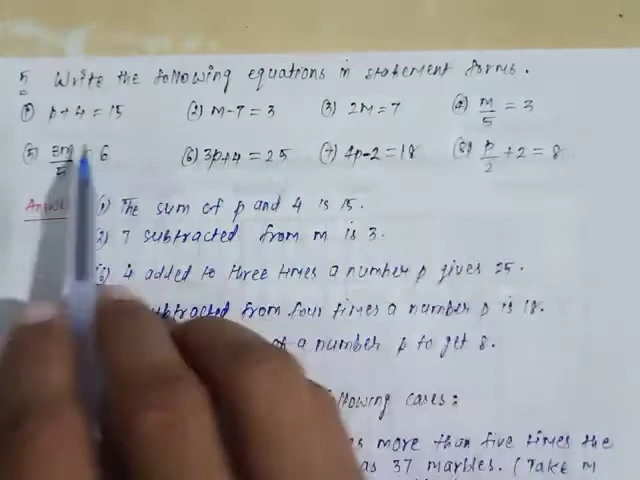 5 Write the following equations in statement forms.
(1) p+4=15 (2) m-7=3 (3) 2m=7 (4) m/5 = 3
(5) 3m/5 = 6 (6) 3p+4=25 (7) 4p-2=18 (8) p/2 +2=8
Answer (1) The sum of p and 4 is 15.
(2) 7 subtracted from m is 3.
(6) 4 added to three times a number p gives 25.
subtracted from four times a number p is 18.
of a number p to get 8.
following cases:
as more than five times the
as 37 marbles. (Take m